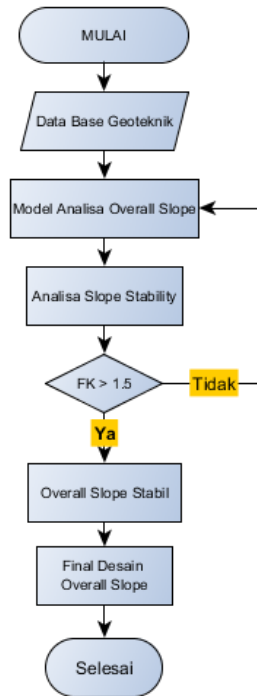 MULAI
Data Base Geoteknik
Model Analisa Overall Slope
Analisa Slope Stability
FK > 1.5
Tidak
Ya
Overall Slope Stabil
Final Desain
Overall Slope
Selesai